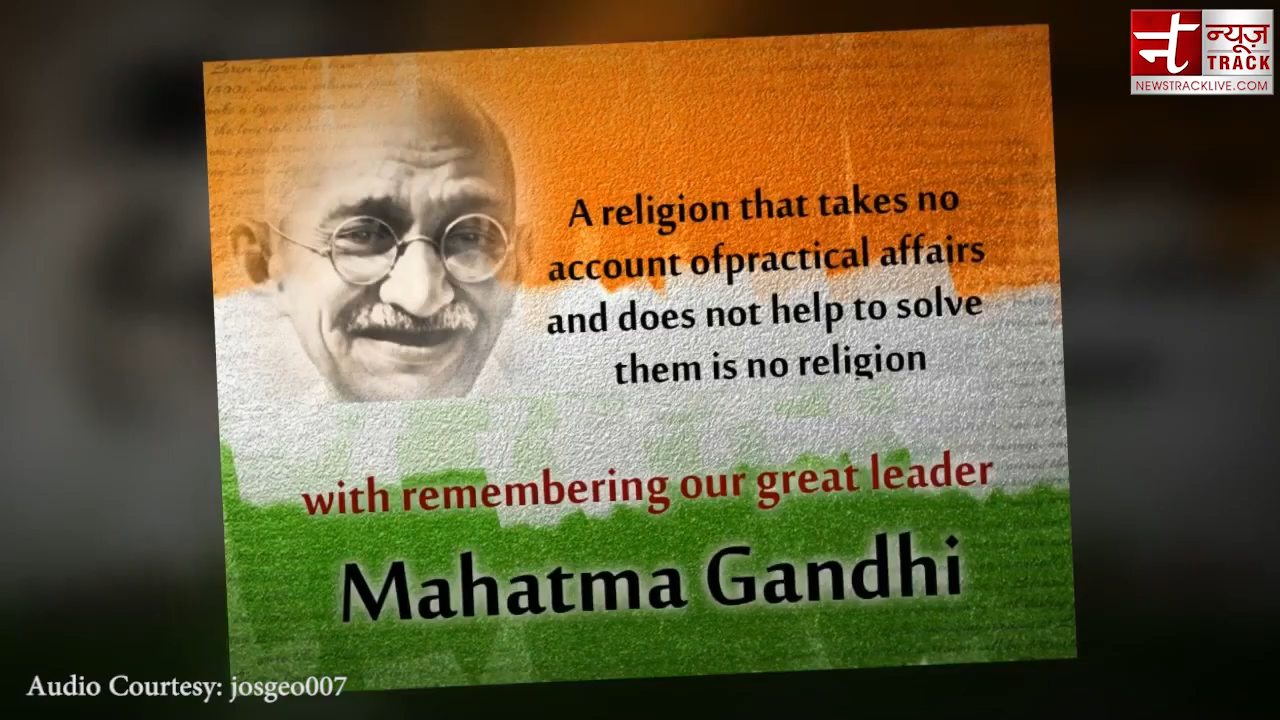 न्यूज़
TRACK
NEWSTRACKLIVE.COM
A religion that takes no
account ofpractical affairs
and does not help to solve
them is no religion
with remembering our great leader
Mahatma Gandhi
Audio Courtesy: josgeo007